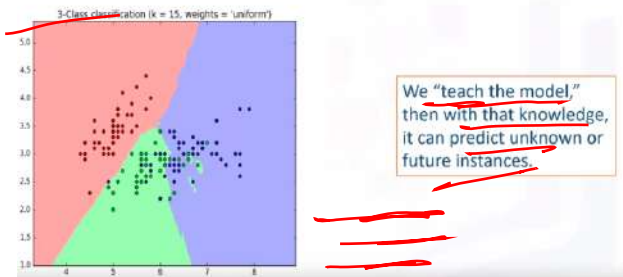 3-Class classification (k = 15, weights = 'uniform')
5.0
4.5
4.0
3.5
3.0
2.5
2.0
1.5
1.0
4
5
6
7
8
We “teach the model,”
then with that knowledge,
it can predict unknown or
future instances.